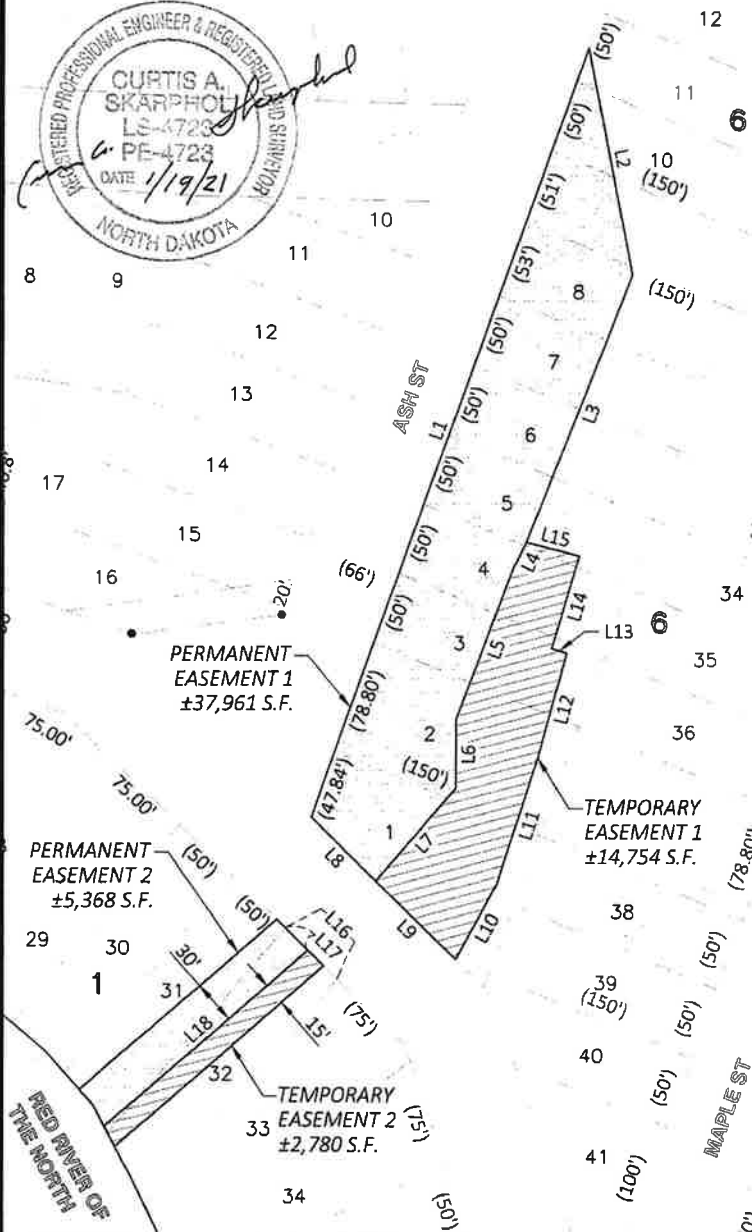 REGISTERED PROFESSIONAL ENGINEER & REGISTERED LAND SURVEYOR
CURTIS A.
SKARPHOL
LS-4723
PE-4723
DATE 1/19/21
NORTH DAKOTA
12
11
6
10
(150')
(50')
(50')
(51')
(53')
(50')
(50')
(50')
(50')
(50')
(78.80')
(47.84')
L2
(150')
8
7
6
5
4
3
2
(150')
1
L1
L3
ASH ST
(66')
10
11
8
9
12
13
14
17
15
16
20'
L15
L4
L14
L13
L5
L12
L6
L11
L7
L10
L8
L9
6
34
35
36
38
39
(150')
40
41
(100')
(78.80')
(50')
(50')
(50')
MAPLE ST
PERMANENT
EASEMENT 1
±37,961 S.F.
TEMPORARY
EASEMENT 1
±14,754 S.F.
75.00'
75.00'
(50')
(50')
PERMANENT
EASEMENT 2
±5,368 S.F.
L16
L17
29
30
1
31
30'
L18
15'
32
(75')
(75')
(50')
TEMPORARY
EASEMENT 2
±2,780 S.F.
33
34
RED RIVER OF
THE NORTH